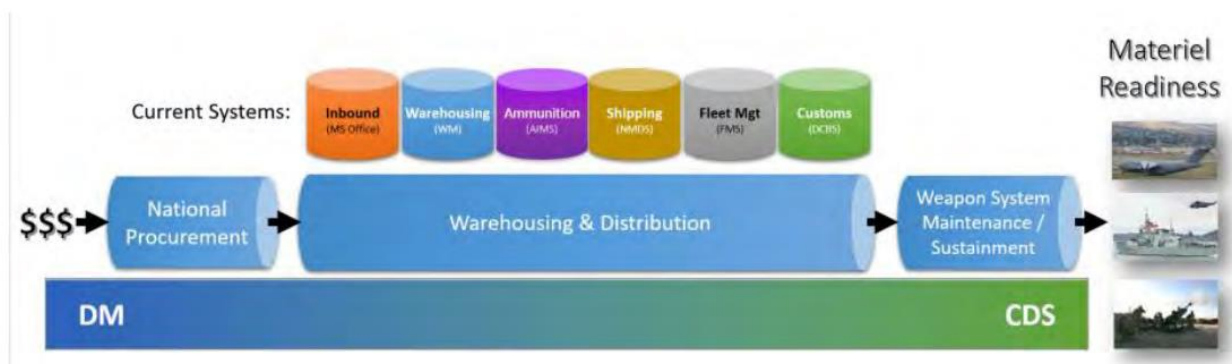 Materiel
Readiness
Current Systems:
Inbound
(MS Office)
Warehousing
(WM)
Ammunition
(AIMS)
Shipping
(NMDS)
Fleet Mgt
(FMS)
Customs
(DCBS)
$$$
National
Procurement
Warehousing & Distribution
Weapon System
Maintenance /
Sustainment
DM
CDS